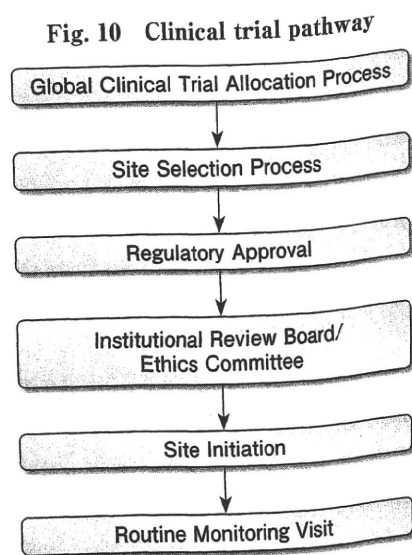 Fig. 10 Clinical trial pathway
Global Clinical Trial Allocation Process
Site Selection Process
Regulatory Approval
Institutional Review Board/
Ethics Committee
Site Initiation
Routine Monitoring Visit